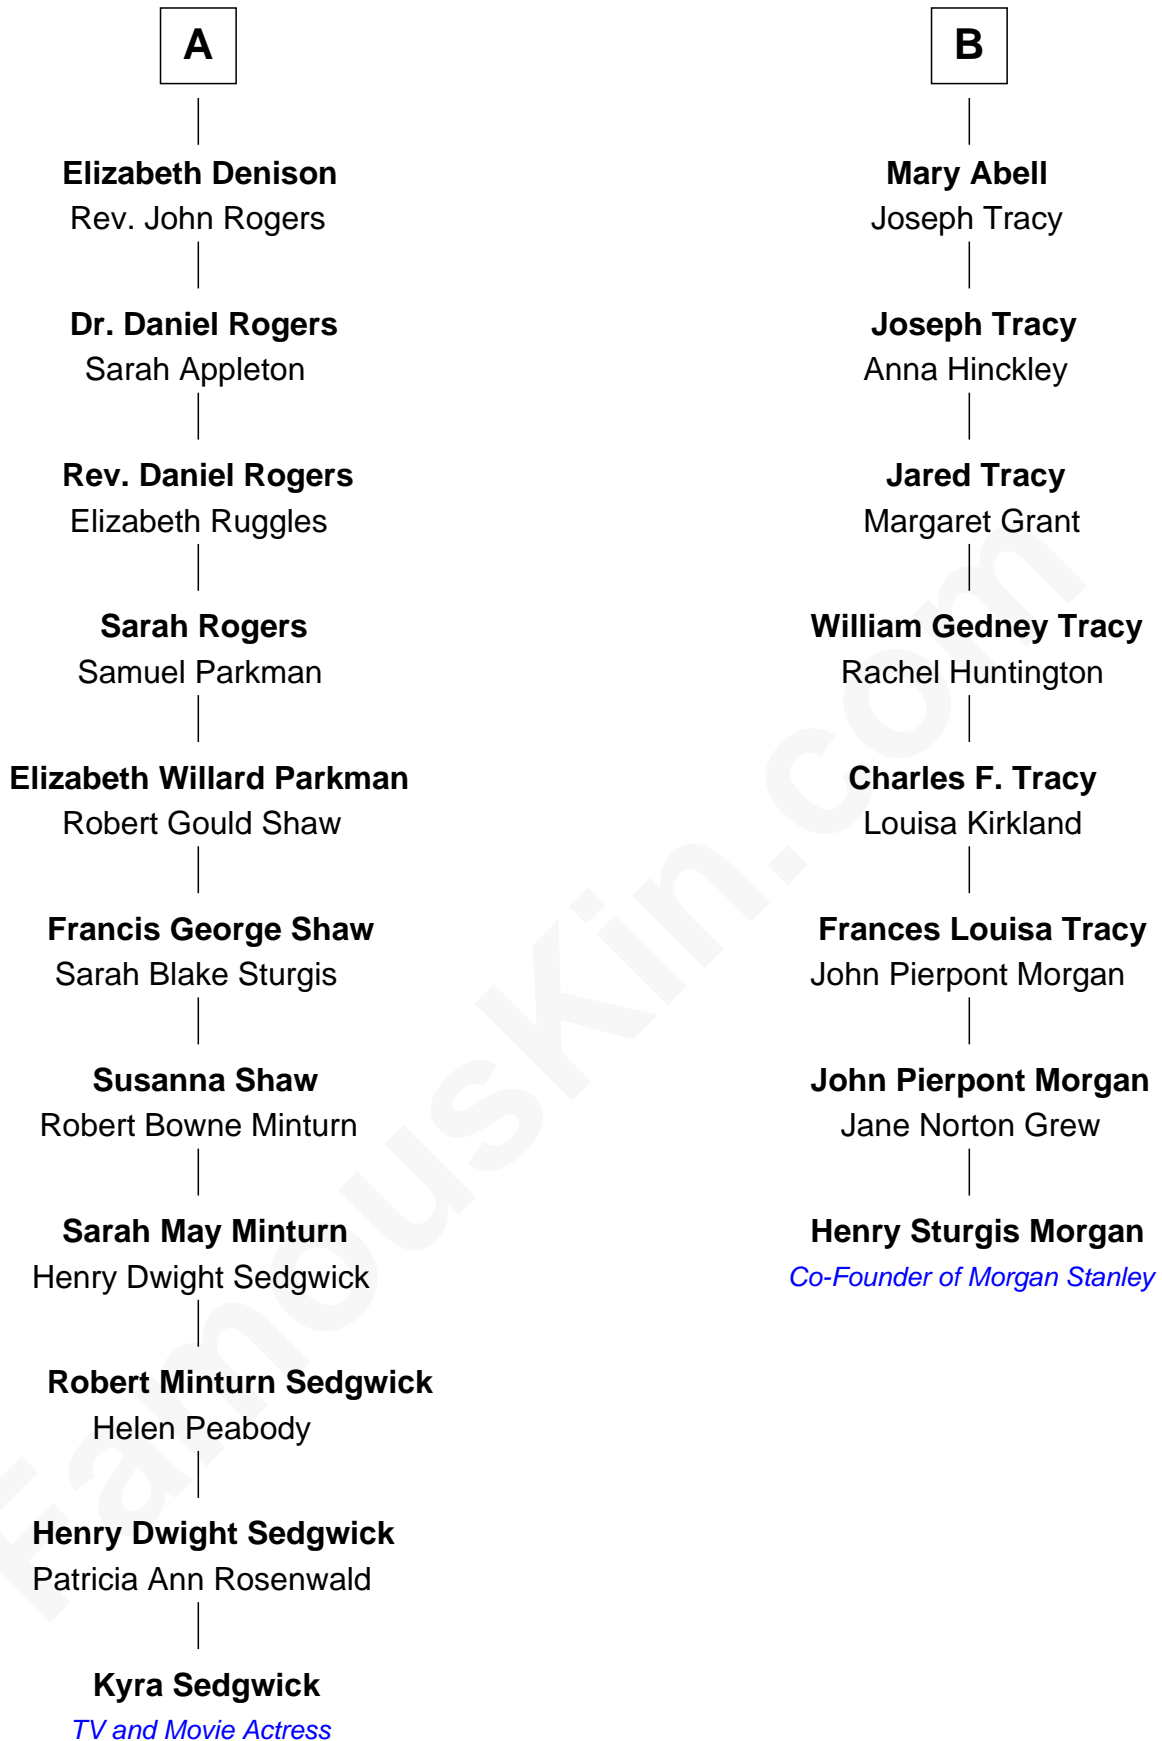 A
Elizabeth Denison
Rev. John Rogers
Dr. Daniel Rogers
Sarah Appleton
Rev. Daniel Rogers
Elizabeth Ruggles
Sarah Rogers
Samuel Parkman
Elizabeth Willard Parkman
Robert Gould Shaw
Francis George Shaw
Sarah Blake Sturgis
Susanna Shaw
Robert Bowne Minturn
Sarah May Minturn
Henry Dwight Sedgwick
Robert Minturn Sedgwick
Helen Peabody
Henry Dwight Sedgwick
Patricia Ann Rosenwald
Kyra Sedgwick
TV and Movie Actress
B
Mary Abell
Joseph Tracy
Joseph Tracy
Anna Hinckley
Jared Tracy
Margaret Grant
William Gedney Tracy
Rachel Huntington
Charles F. Tracy
Louisa Kirkland
Frances Louisa Tracy
John Pierpont Morgan
John Pierpont Morgan
Jane Norton Grew
Henry Sturgis Morgan
Co-Founder of Morgan Stanley
FamousKin.com